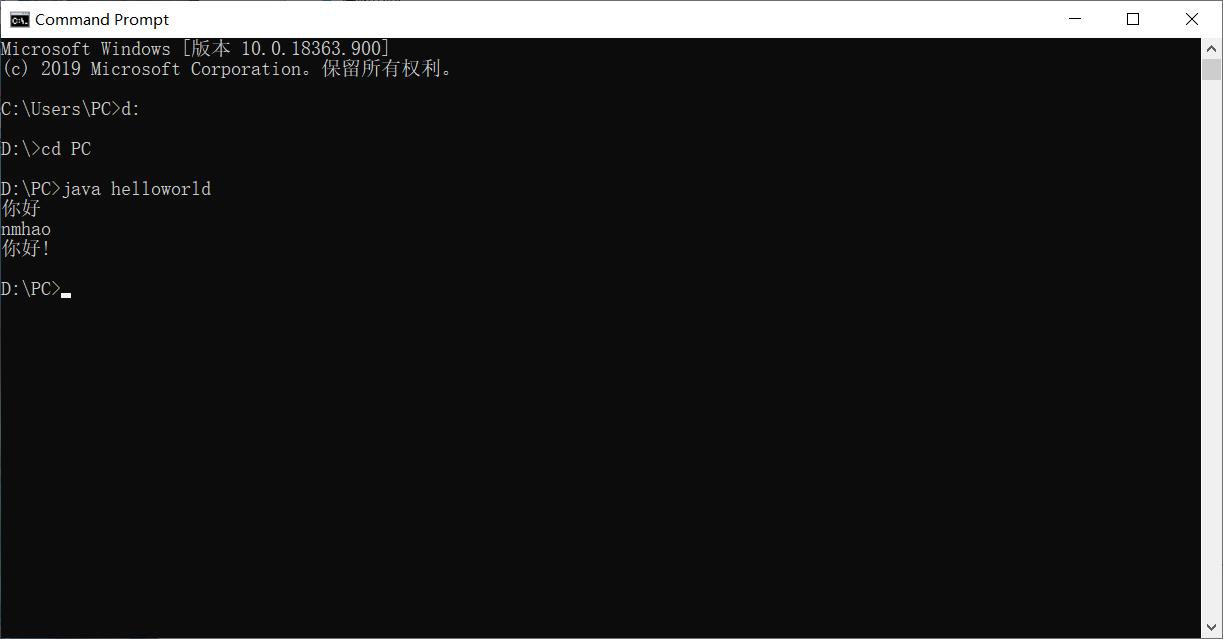 Command Prompt
Microsoft Windows [版本 10.0.18363.900]
(c) 2019 Microsoft Corporation。保留所有权利。
C:\Users\PC>d:
D:\>cd PC
D:\PC>java helloworld
你好
nmhao
你好!
D:\PC>